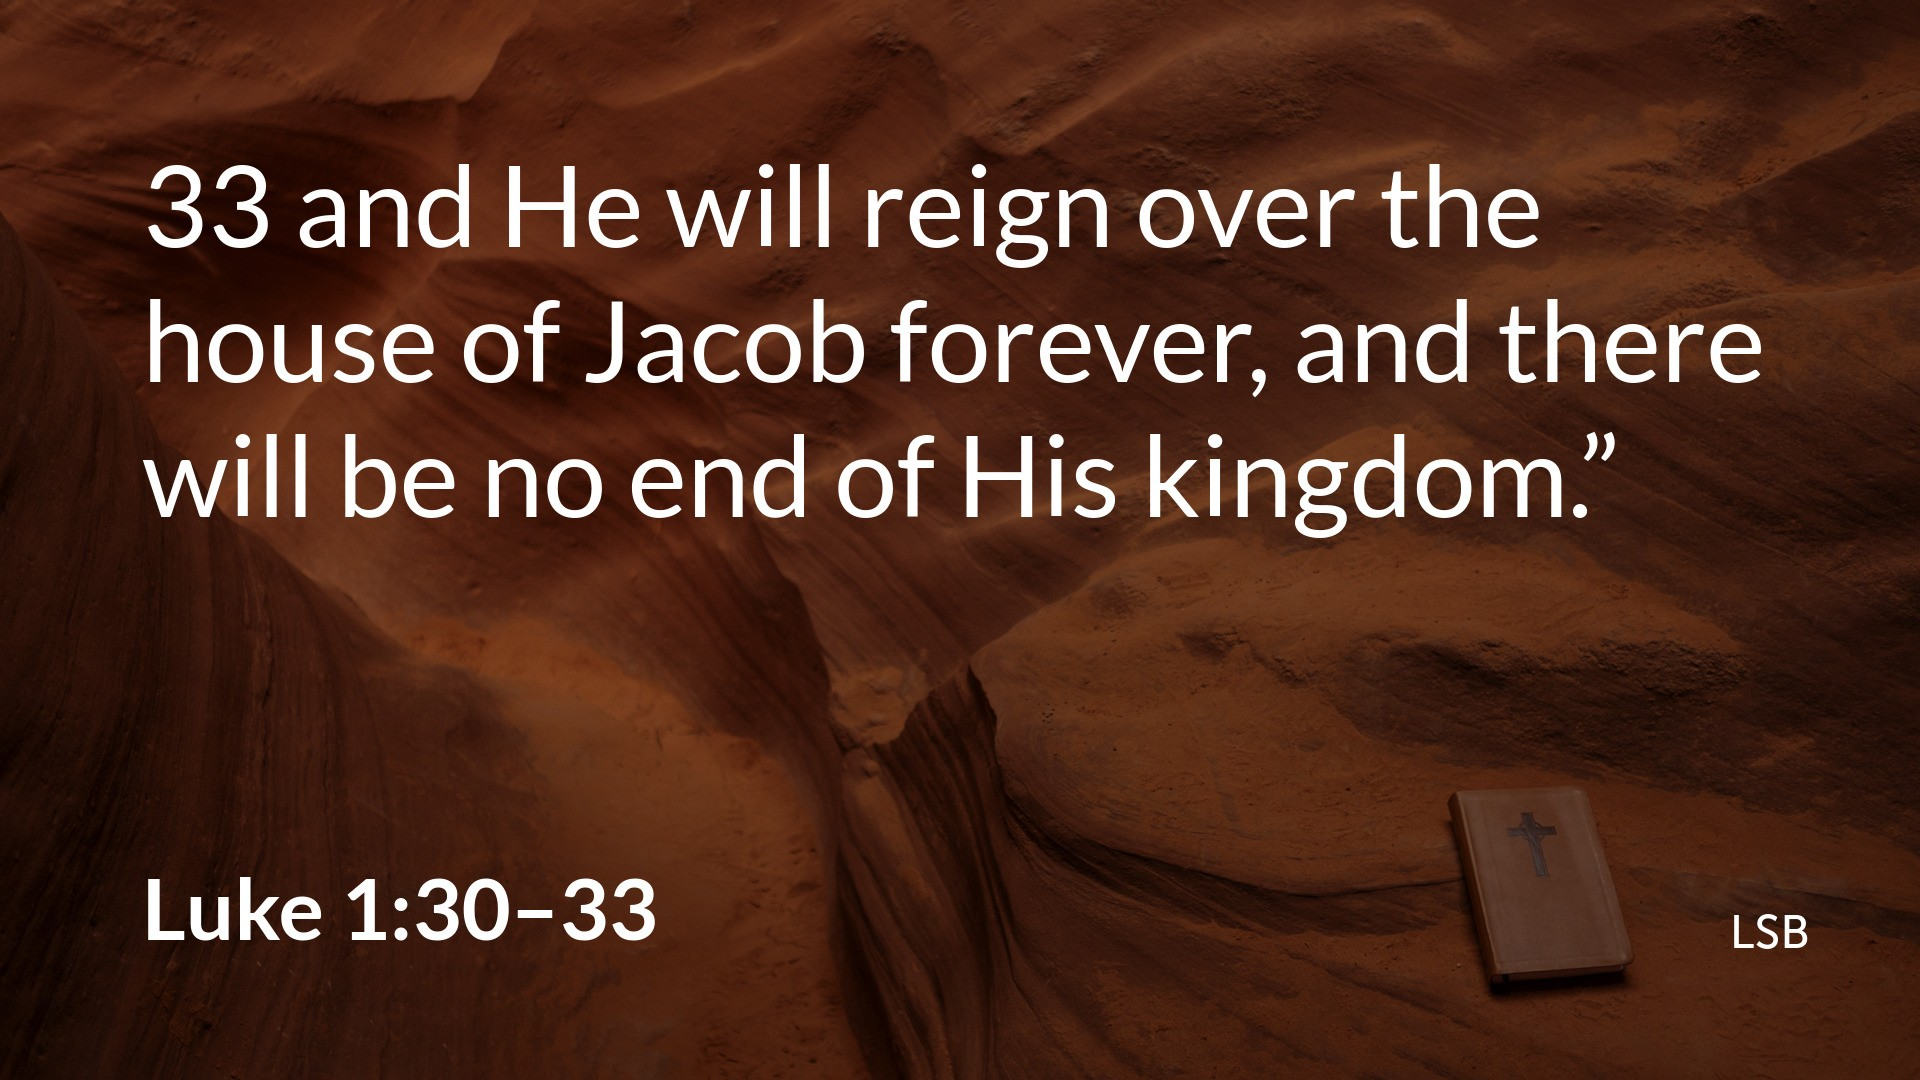 33 and He will reign over the
house of Jacob forever, and there
will be no end of His kingdom.”
Luke 1:30–33
LSB